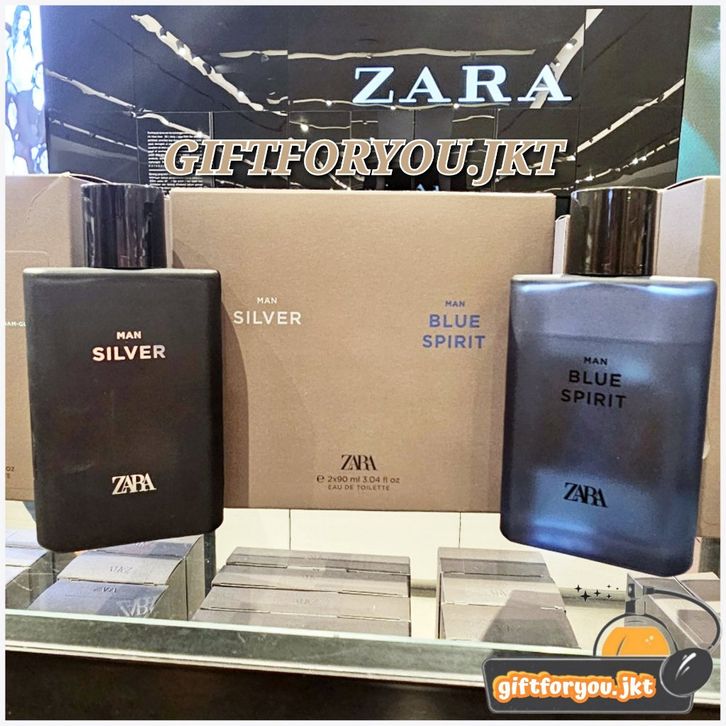 ZARA
GIFTFORYOU.JKT
MAN
SILVER
ZARA
MAN
SILVER
MAN
BLUE
SPIRIT
ZARA
e 2x90 ml 3.04 fl oz
EAU DE TOILETTE
MAN
BLUE
SPIRIT
ZARA
giftforyou.jkt